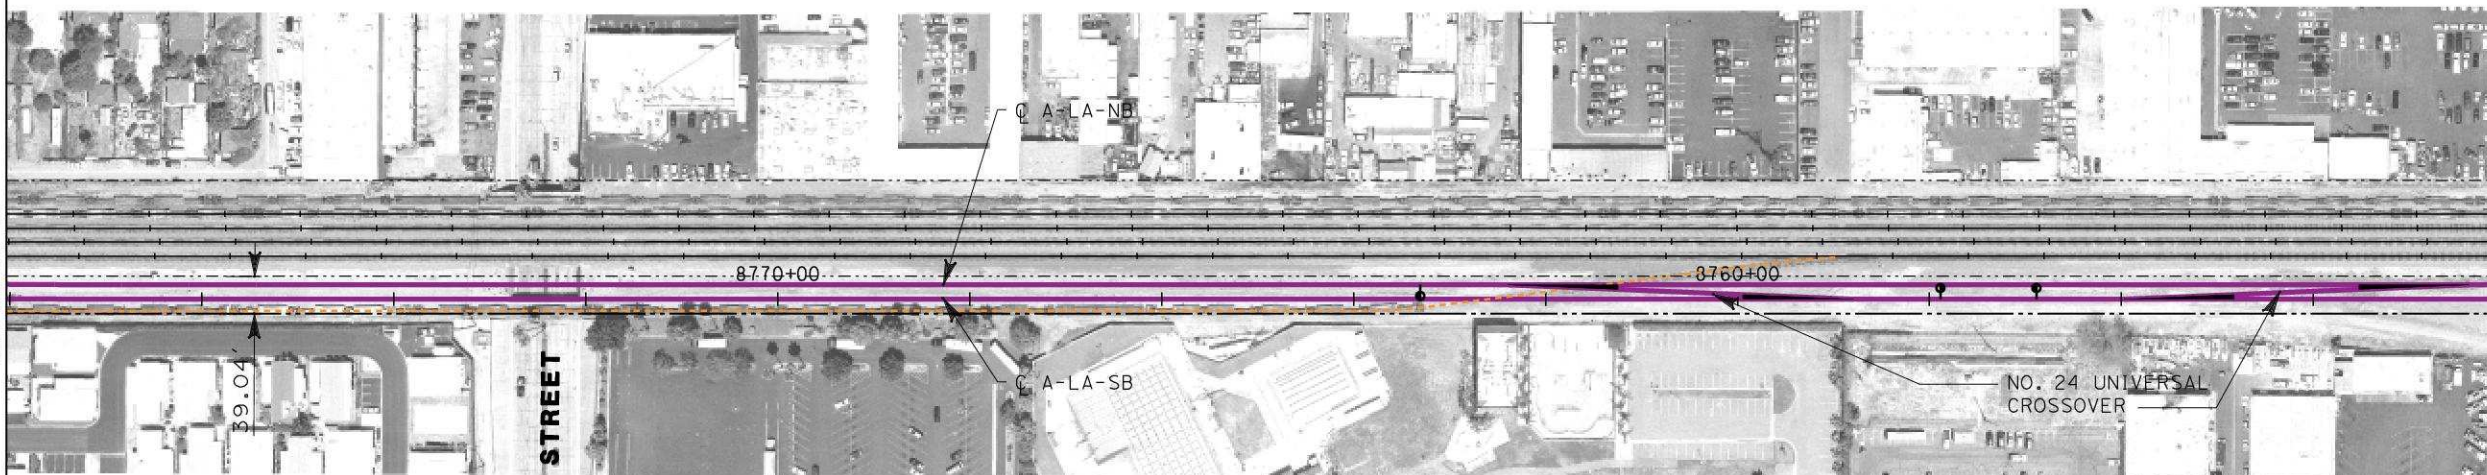 ℄ A-LA-NB
8770+00
8760+00
39.04'
STREET
℄ A-LA-SB
NO. 24 UNIVERSAL
CROSSOVER